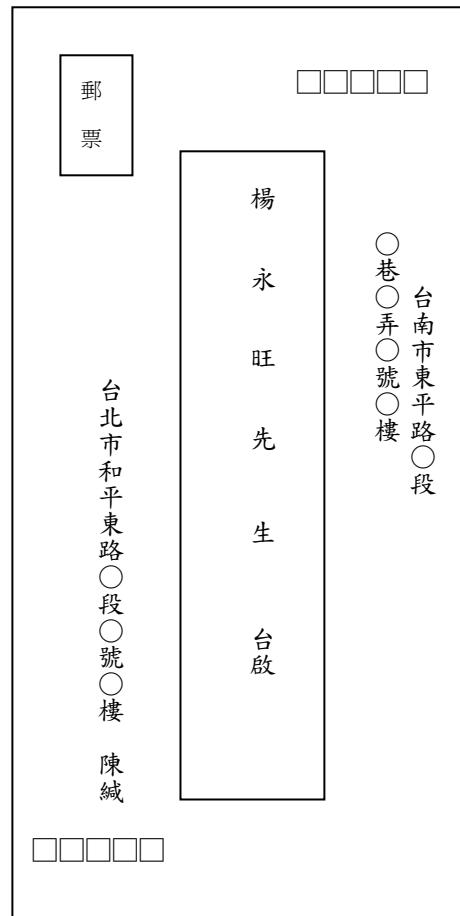 □□□□□
台南市東平路○段
○巷○弄○號○樓
楊永旺先生　台啟
郵票
台北市和平東路○段○號○樓　陳緘
□□□□□